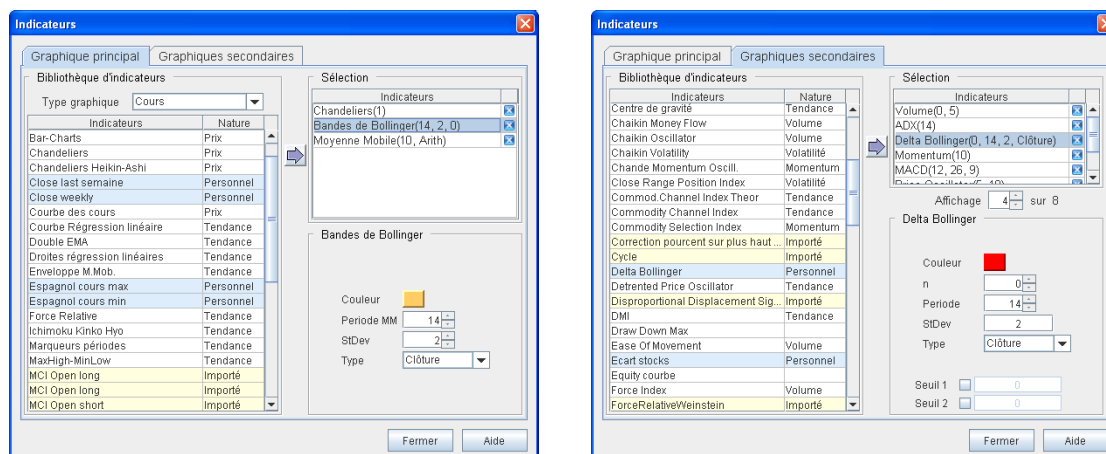 Indicateurs
Graphique principal Graphiques secondaires
Bibliothèque d'indicateurs
Type graphique Cours
Indicateurs Nature
Bar-Charts Prix
Chandeliers Prix
Chandeliers Heikin-Ashi Prix
Close last semaine Personnel
Close weekly Personnel
Courbe des cours Prix
Courbe Régression linéaire Tendance
Double EMA Tendance
Droites régression linéaires Tendance
Enveloppe M.Mob. Tendance
Espagnol cours max Personnel
Espagnol cours min Personnel
Force Relative Tendance
Ichimoku Kinko Hyo Tendance
Marqueurs périodes Tendance
MaxHigh-MinLow Tendance
MCI Open long Importé
MCI Open long Importé
MCI Open short Importé
Sélection
Indicateurs
Chandeliers(1)
Bandes de Bollinger(14, 2, 0)
Moyenne Mobile(10, Arith)
Bandes de Bollinger
Couleur
Periode MM 14
StDev 2
Type Clôture
Fermer Aide
Indicateurs
Graphique principal Graphiques secondaires
Bibliothèque d'indicateurs
Indicateurs Nature
Centre de gravité Tendance
Chaikin Money Flow Volume
Chaikin Oscillator Volume
Chaikin Volatility Volatilité
Chande Momentum Oscill. Momentum
Close Range Position Index Volatilité
Commod.Channel Index Theor Tendance
Commodity Channel Index Tendance
Commodity Selection Index Momentum
Correction pourcent sur plus haut ... Importé
Cycle Importé
Delta Bollinger Personnel
Detrented Price Oscillator Tendance
Disproportional Displacement Sig... Importé
DMI Tendance
Draw Down Max
Ease Of Movement Volume
Ecart stocks Personnel
Equity courbe
Force Index Volume
ForceRelativeWeinstein Importé
Sélection
Indicateurs
Volume(0, 5)
ADX(14)
Delta Bollinger(0, 14, 2, Clôture)
Momentum(10)
MACD(12, 26, 9)
Affichage 4 sur 8
Delta Bollinger
Couleur
n 0
Periode 14
StDev 2
Type Clôture
Seuil 1 0
Seuil 2 0
Fermer Aide